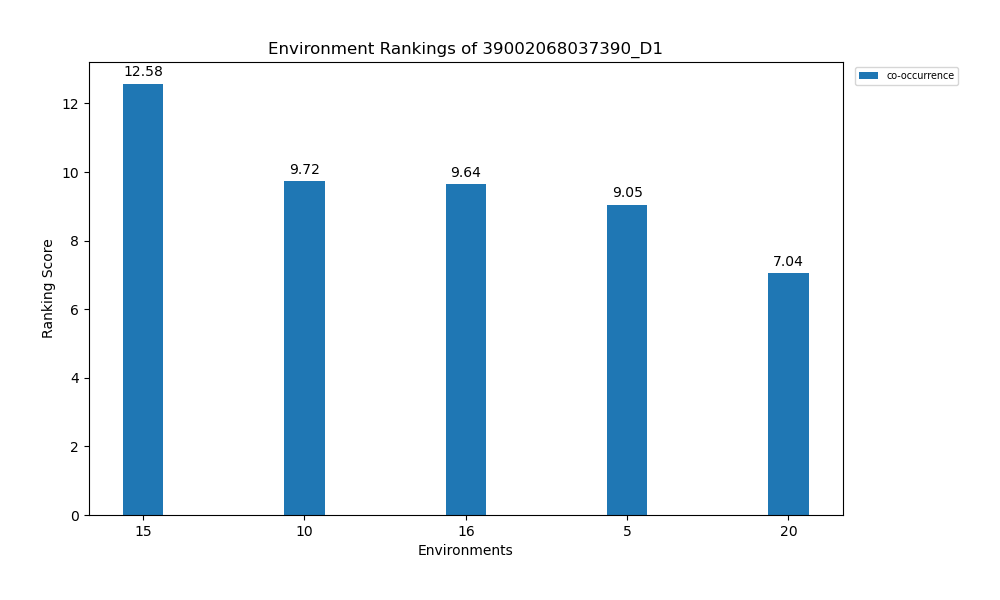 Environment Rankings of 39002068037390_D1
co-occurrence
12.58
9.72
9.64
9.05
7.04
Ranking Score
12
10
8
6
4
2
0
15 10 16 5 20
Environments